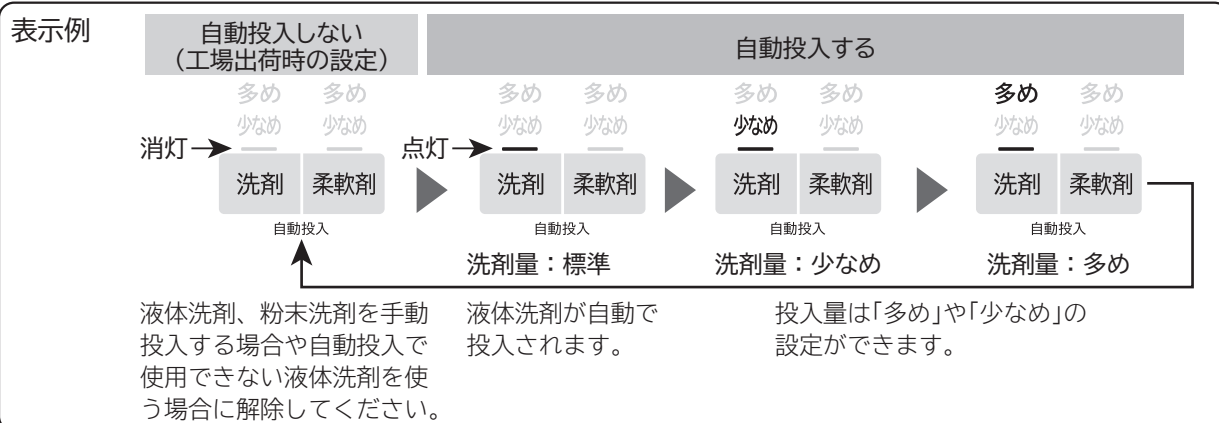 表示例
自動投入しない
（工場出荷時の設定）
自動投入する
多め 多め 多め 多め 多め 多め 多め 多め
少なめ 少なめ 少なめ 少なめ 少なめ 少なめ 少なめ 少なめ
消灯 点灯
洗剤 柔軟剤 洗剤 柔軟剤 洗剤 柔軟剤 洗剤 柔軟剤
自動投入 自動投入 自動投入 自動投入
洗剤量：標準 洗剤量：少なめ 洗剤量：多め
液体洗剤、粉末洗剤を手動
投入する場合や自動投入で
使用できない液体洗剤を使
う場合に解除してください。
液体洗剤が自動で
投入されます。
投入量は｢多め｣や｢少なめ｣の
設定ができます。